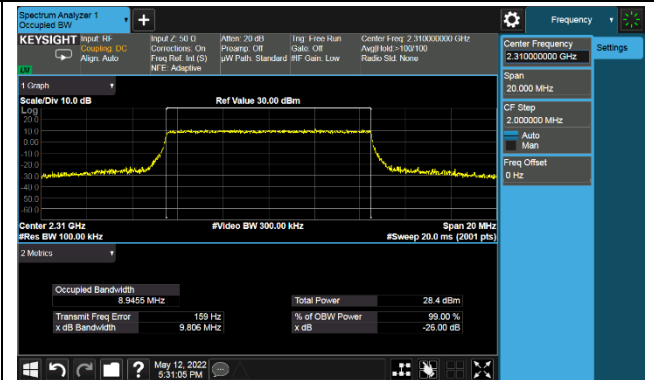 Spectrum Analyzer 1
Occupied BW
+
Frequency
KEYSIGHT
Input: RF
Coupling: DC
Align: Auto
Input Z: 50 Ω
Corrections: On
Freq Ref: Int (S)
NFE: Adaptive
Atten: 20 dB
Preamp: Off
µW Path: Standard
Trig: Free Run
Gate: Off
#IF Gain: Low
Center Freq: 2.310000000 GHz
Avg|Hold:>100/100
Radio Std: None
Center Frequency
2.310000000 GHz
Settings
Span
20.000 MHz
CF Step
2.000000 MHz
Auto
Man
Freq Offset
0 Hz
1 Graph
Scale/Div 10.0 dB
Ref Value 30.00 dBm
Log
20.0
10.0
0.00
-10.0
-20.0
-30.0
-40.0
-50.0
-60.0
Center 2.31 GHz
#Video BW 300.00 kHz
Span 20 MHz
#Res BW 100.00 kHz
#Sweep 20.0 ms (2001 pts)
2 Metrics
Occupied Bandwidth
8.9455 MHz
Total Power 28.4 dBm
Transmit Freq Error 159 Hz
% of OBW Power 99.00 %
x dB Bandwidth 9.806 MHz
x dB -26.00 dB
?
May 12, 2022
5:31:05 PM